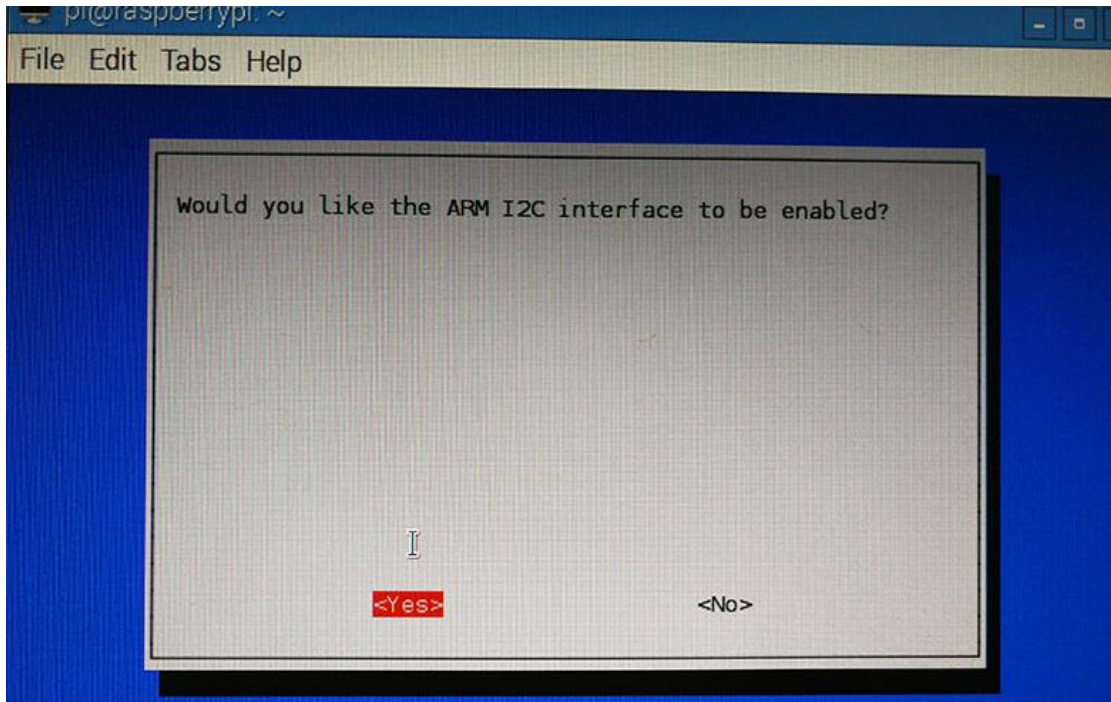 pi@raspberrypi: ~
File Edit Tabs Help
Would you like the ARM I2C interface to be enabled?
<Yes> <No>